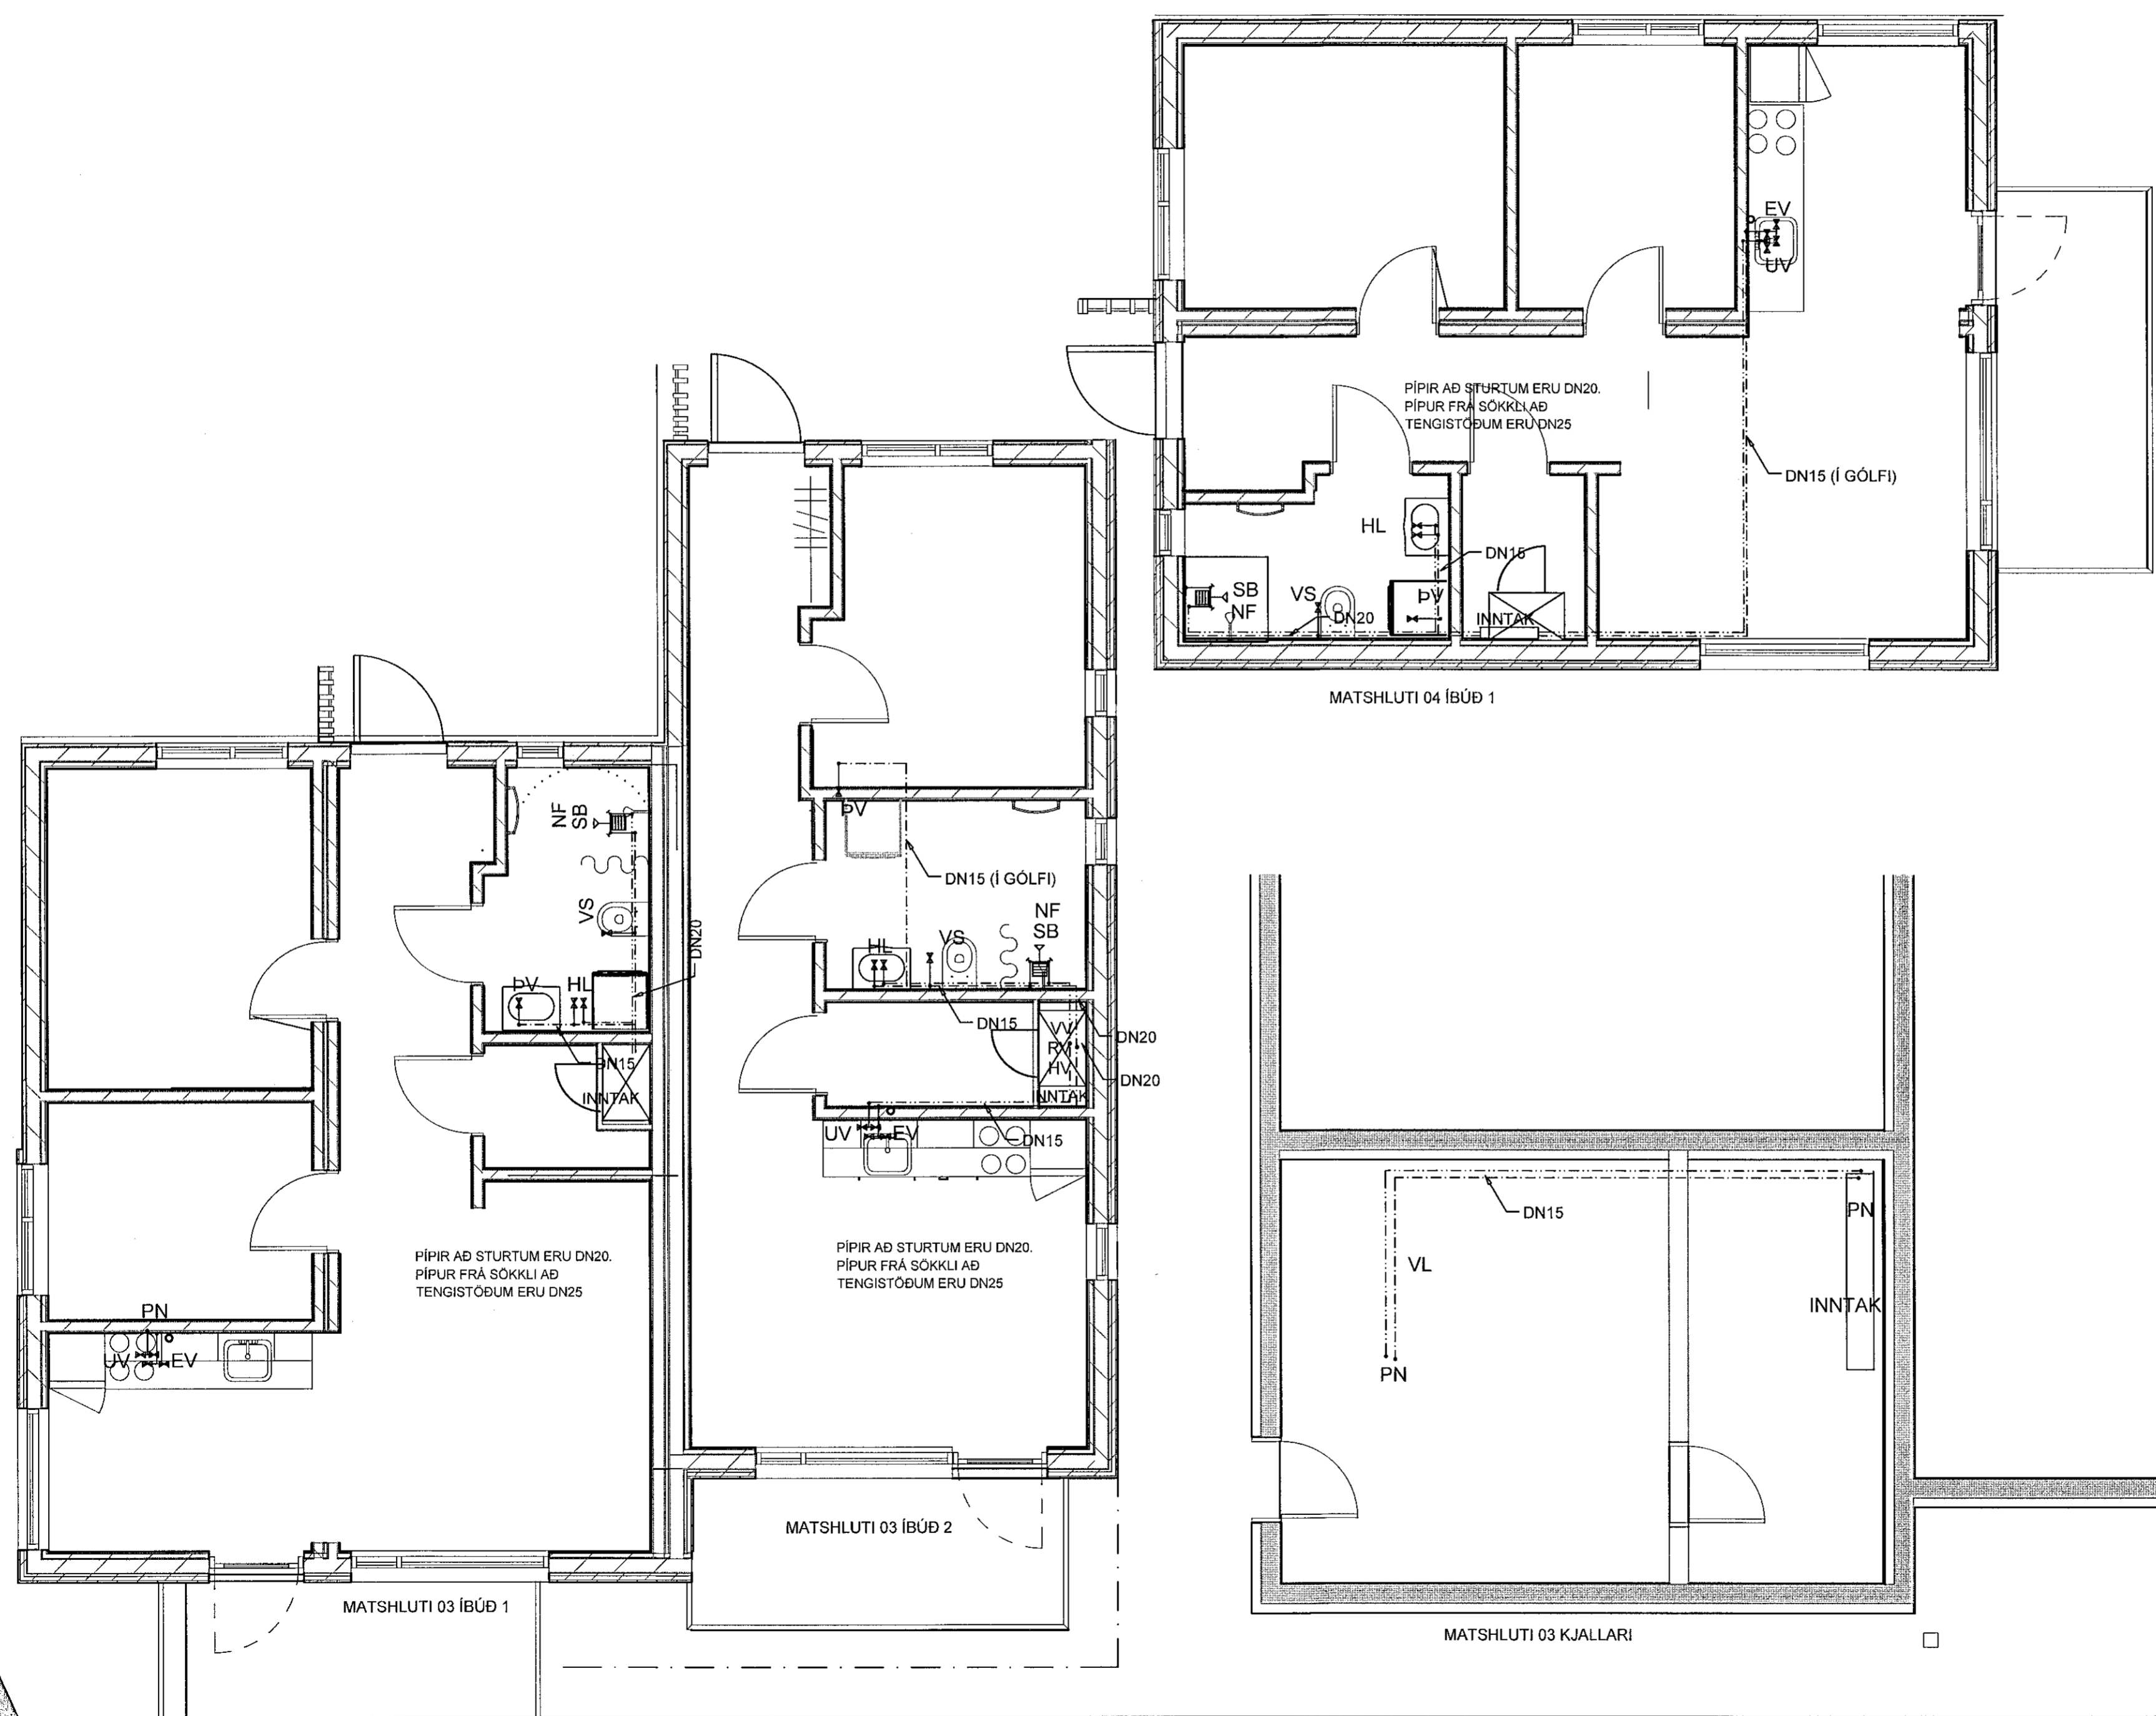 EV
UV
PÍPIR AÐ STURTUM ERU DN20.
PÍPUR FRÁ SÖKKLI AÐ
TENGISTÖÐUM ERU DN25
DN15 (Í GÓLFI)
HL
DN15
SB
NF
VS
DN20
ÞV
INNTAK
MATSHLUTI 04 ÍBÚÐ 1
NF
SB
VS
DN20
ÞV
HL
DN15
INNTAK
PÍPIR AÐ STURTUM ERU DN20.
PÍPUR FRÁ SÖKKLI AÐ
TENGISTÖÐUM ERU DN25
PN
UV
EV
MATSHLUTI 03 ÍBÚÐ 1
ÞV
DN15 (Í GÓLFI)
NF
SB
HL
VS
DN15
VV
RV
HV
INNTAK
DN20
DN20
UV
EV
DN15
PÍPIR AÐ STURTUM ERU DN20.
PÍPUR FRÁ SÖKKLI AÐ
TENGISTÖÐUM ERU DN25
MATSHLUTI 03 ÍBÚÐ 2
DN15
PN
VL
INNTAK
PN
MATSHLUTI 03 KJALLARI